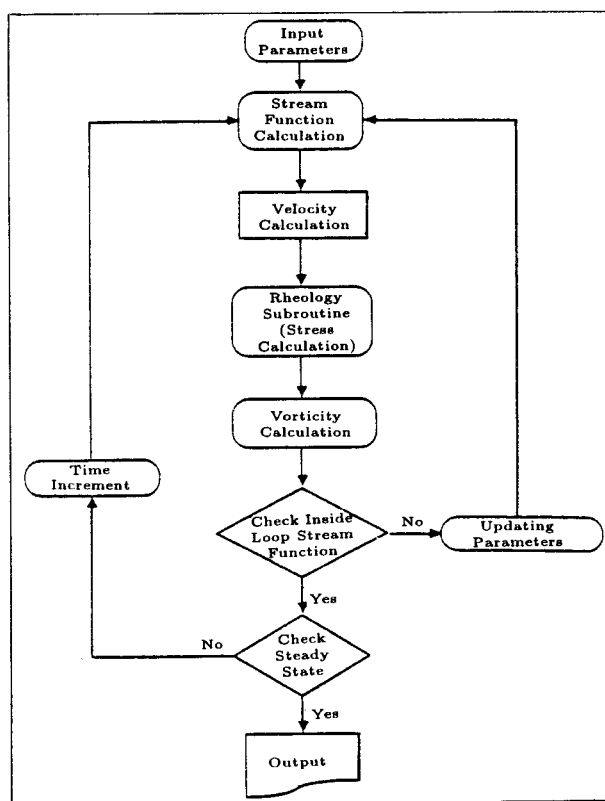 Input
Parameters
Stream
Function
Calculation
Velocity
Calculation
Rheology
Subroutine
(Stress
Calculation)
Vorticity
Calculation
Time
Increment
Check Inside
Loop Stream
Function
No
Updating
Parameters
Yes
No
Check
Steady
State
Yes
Output